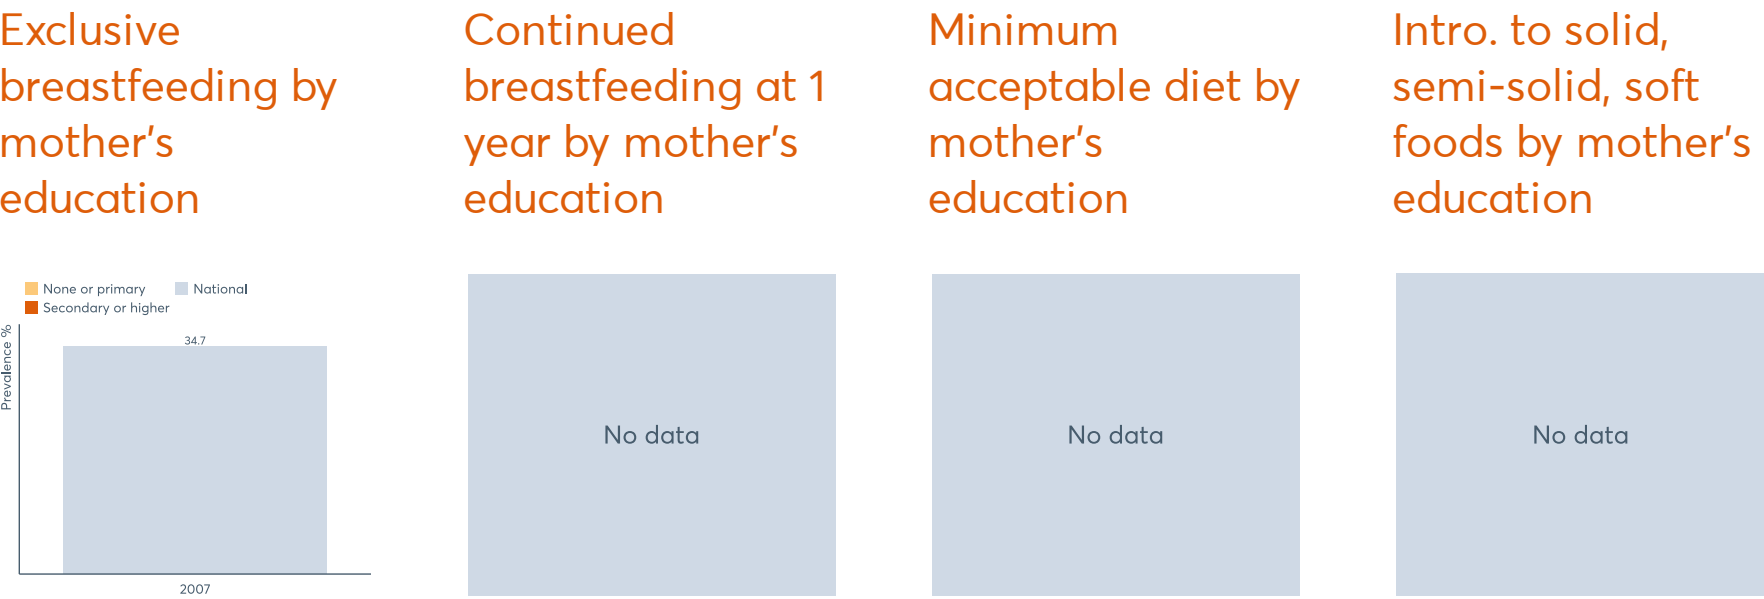 Exclusive
breastfeeding by
mother's
education
None or primary
National
Secondary or higher
Prevalence %
34.7
2007
Continued
breastfeeding at 1
year by mother's
education
No data
Minimum
acceptable diet by
mother's
education
No data
Intro. to solid,
semi-solid, soft
foods by mother's
education
No data